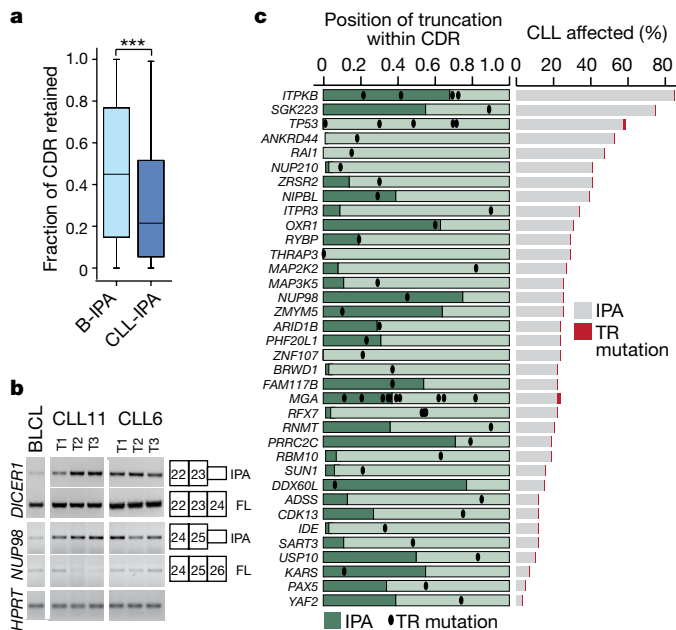 a
***
Fraction of CDR retained
1.0
0.8
0.6
0.4
0.2
0
B-IPA
CLL-IPA
b
BLCL
CLL11
CLL6
T1 T2 T3 T1 T2 T3
DICER1
22 23 IPA
22 23 24 FL
NUP98
24 25 IPA
24 25 26 FL
HPRT
c
Position of truncation within CDR
CLL affected (%)
0 0.2 0.4 0.6 0.8 1.0
0 20 40 60 80
ITPKB
SGK223
TP53
ANKRD44
RAI1
NUP210
ZRSR2
NIPBL
ITPR3
OXR1
RYBP
THRAP3
MAP2K2
MAP3K5
NUP98
ZMYM5
ARID1B
PHF20L1
ZNF107
BRWD1
FAM117B
MGA
RFX7
RNMT
PRRC2C
RBM10
SUN1
DDX60L
ADSS
CDK13
IDE
SART3
USP10
KARS
PAX5
YAF2
IPA
TR mutation
IPA
TR mutation